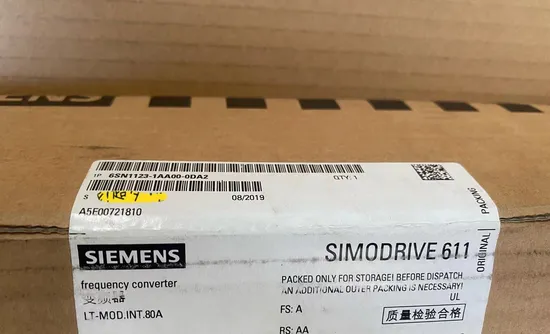 ENS
1P 6SN1123-1AA00-0DA2 QTY: 1
S
08/2019
A5E00721810
SIEMENS
SIMODRIVE 611
frequency converter
变频器
LT-MOD.INT.80A
PACKED ONLY FOR STORAGE! BEFORE DISPATCH
AN ADDITIONAL OUTER PACKING IS NECESSARY!
UL
FS: A
质量检验合格
RS: AA
ORIGINAL PACKING